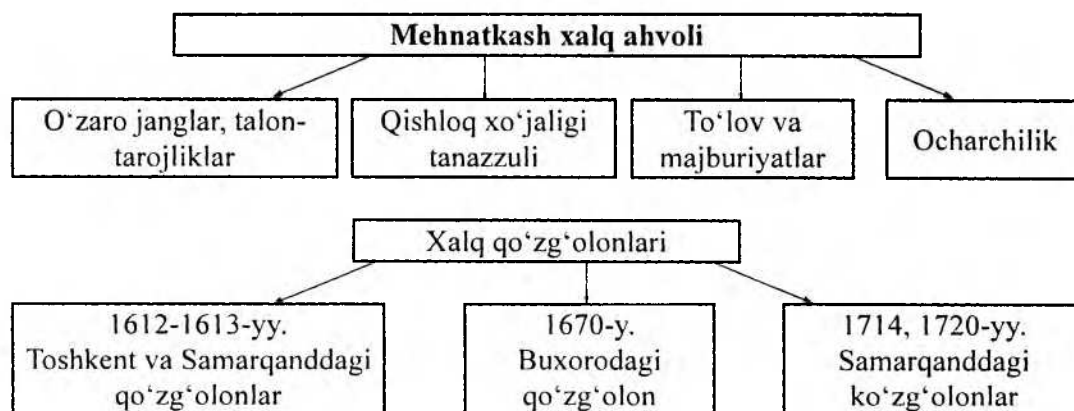 Mehnatkash xalq ahvoli
O‘zaro janglar, talon-
tarojliklar
Qishloq xo‘jaligi
tanazzuli
To‘lov va
majburiyatlar
Ocharchilik
Xalq qo‘zg‘olonlari
1612-1613-yy.
Toshkent va Samarqanddagi
qo‘zg‘olonlar
1670-y.
Buxorodagi
qo‘zg‘olon
1714, 1720-yy.
Samarqanddagi
ko‘zg‘olonlar